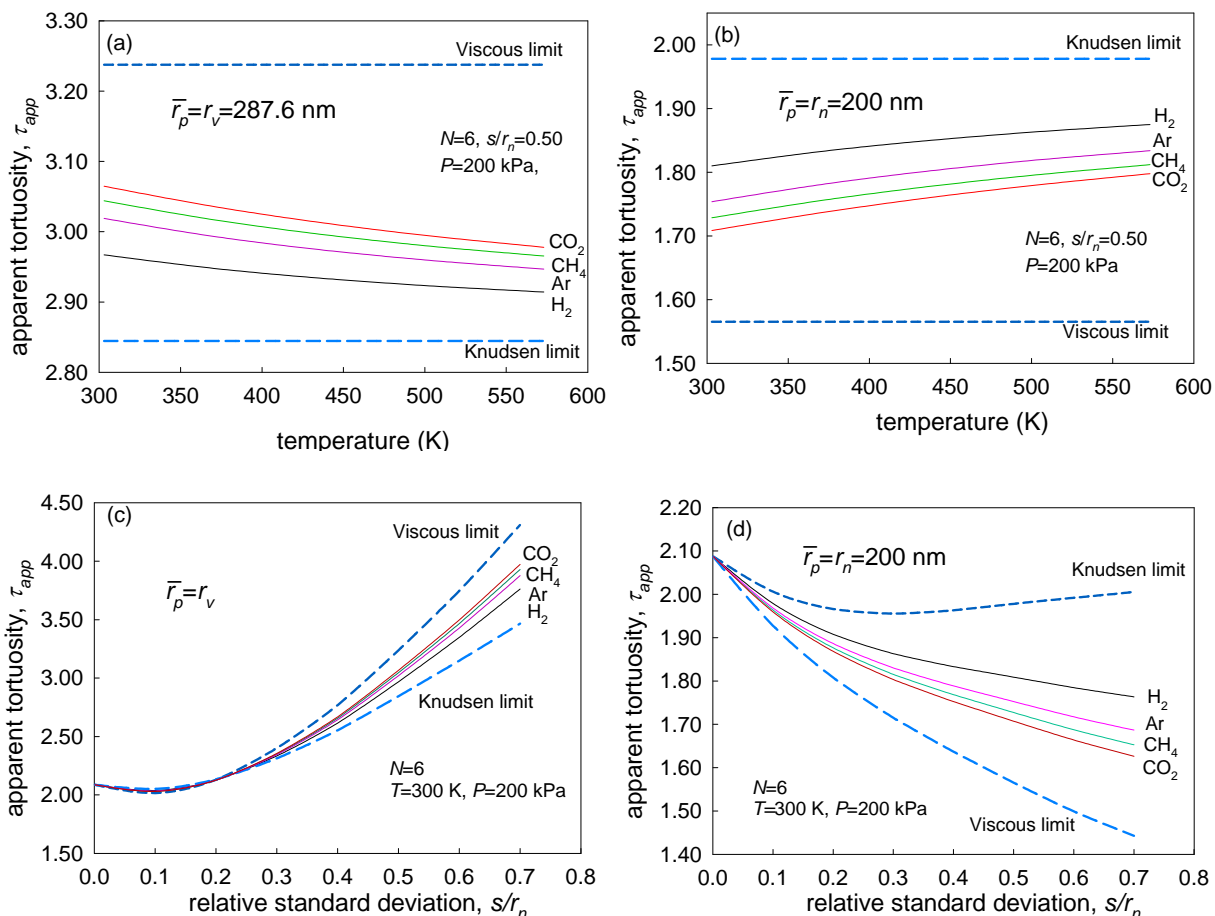 (a)
3.30
3.20
3.10
3.00
2.90
2.80
apparent tortuosity, τapp
Viscous limit
r̅p=rv=287.6 nm
N=6, s/rn=0.50
P=200 kPa,
CO2
CH4
Ar
H2
Knudsen limit
300 350 400 450 500 550 600
temperature (K)
(b)
2.00
1.90
1.80
1.70
1.60
1.50
apparent tortuosity, τapp
Knudsen limit
r̅p=rn=200 nm
H2
Ar
CH4
CO2
N=6, s/rn=0.50
P=200 kPa
Viscous limit
300 350 400 450 500 550 600
temperature (K)
(c)
4.50
4.00
3.50
3.00
2.50
2.00
1.50
apparent tortuosity, τapp
Viscous limit
r̅p=rv
CO2
CH4
Ar
H2
Knudsen limit
N=6
T=300 K, P=200 kPa
0.0 0.1 0.2 0.3 0.4 0.5 0.6 0.7 0.8
relative standard deviation, s/rn
(d)
2.20
2.10
2.00
1.90
1.80
1.70
1.60
1.50
1.40
apparent tortuosity, τapp
r̅p=rn=200 nm
Knudsen limit
H2
Ar
CH4
CO2
N=6
T=300 K, P=200 kPa
Viscous limit
0.0 0.1 0.2 0.3 0.4 0.5 0.6 0.7 0.8
relative standard deviation, s/rn